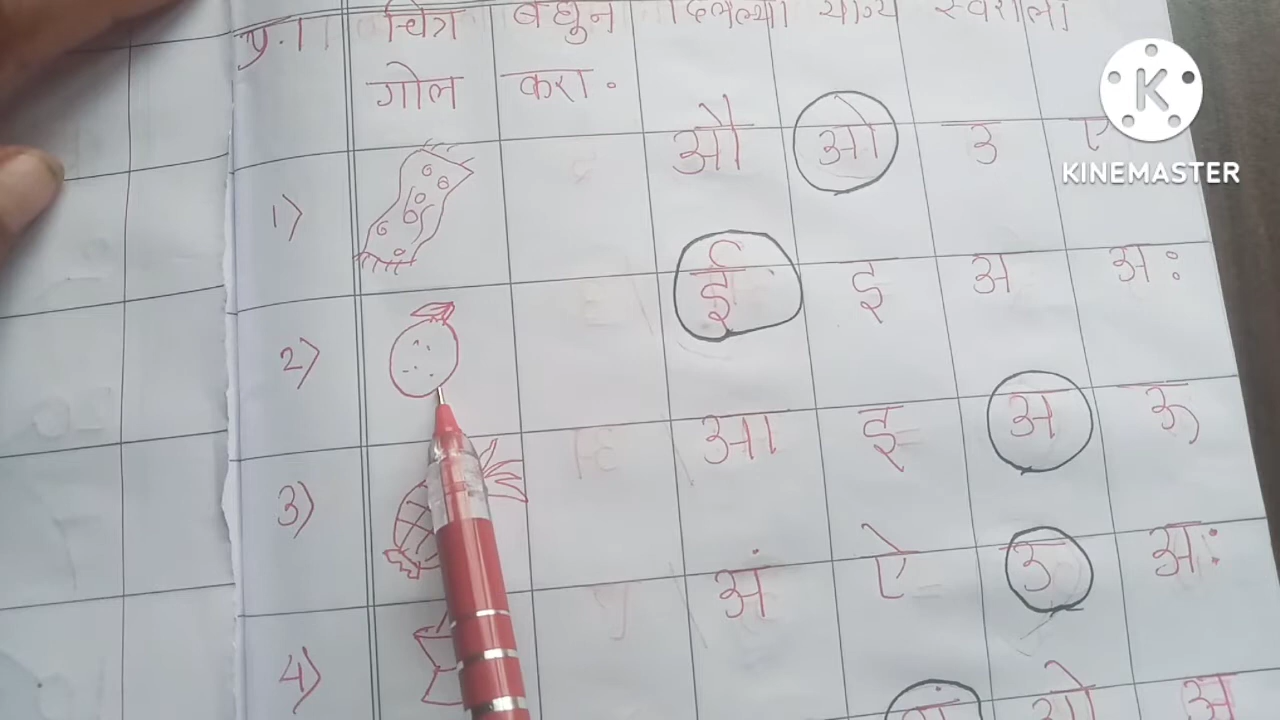 प्र.1 चित्र बघुन दिलेल्या योग्य स्वराला
गोल करा.
1) औ ओ उ ए
2) ई इ अ अः
3) आ इ अ ऊ
अं ऐ उ अः
4) ओ अ
K
KINEMASTER